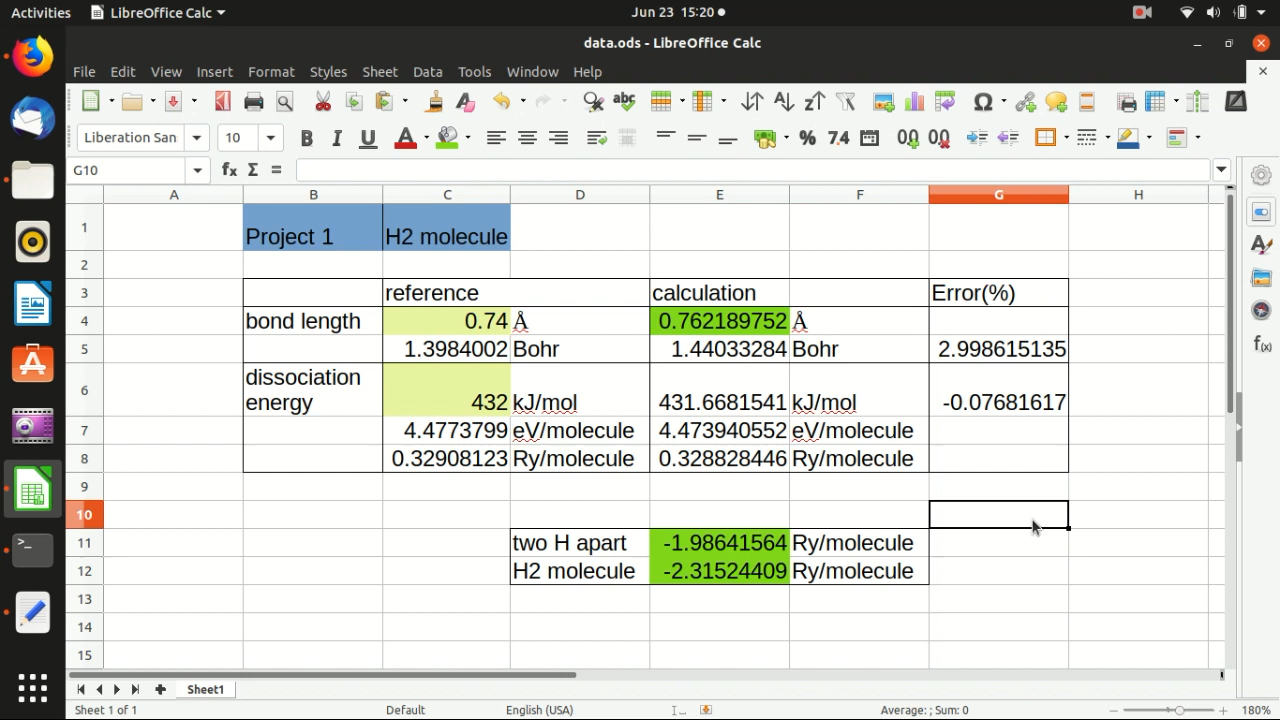 Activities LibreOffice Calc Jun 23 15:20
data.ods - LibreOffice Calc
File Edit View Insert Format Styles Sheet Data Tools Window Help
Liberation San 10
G10
A B C D E F G H
1 Project 1 H2 molecule
2
3 reference calculation Error(%)
4 bond length 0.74 Å 0.762189752 Å
5 1.3984002 Bohr 1.44033284 Bohr 2.998615135
dissociation
6 energy 432 kJ/mol 431.6681541 kJ/mol -0.07681617
7 4.4773799 eV/molecule 4.473940552 eV/molecule
8 0.32908123 Ry/molecule 0.328828446 Ry/molecule
9
10
11 two H apart -1.98641564 Ry/molecule
12 H2 molecule -2.31524409 Ry/molecule
13
14
15
Sheet1
Sheet 1 of 1 Default English (USA) Average: ; Sum: 0 180%